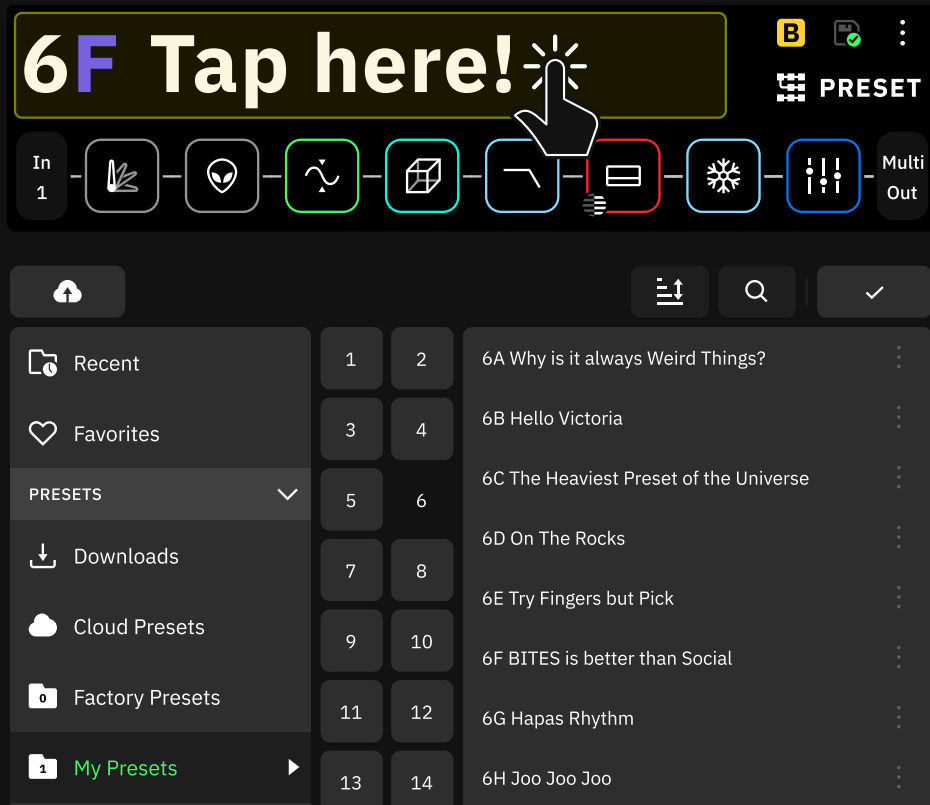 6F Tap here!
B
PRESET
In
1
Multi
Out
Recent
Favorites
PRESETS
Downloads
Cloud Presets
0
Factory Presets
1
My Presets
1 2
3 4
5 6
7 8
9 10
11 12
13 14
6A Why is it always Weird Things?
6B Hello Victoria
6C The Heaviest Preset of the Universe
6D On The Rocks
6E Try Fingers but Pick
6F BITES is better than Social
6G Hapas Rhythm
6H Joo Joo Joo